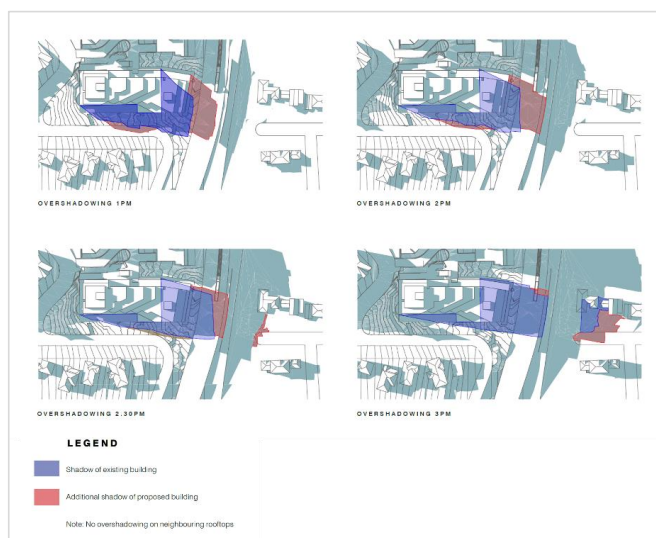 OVERSHADOWING 1PM
OVERSHADOWING 2PM
OVERSHADOWING 2.30PM
OVERSHADOWING 3PM
LEGEND
Shadow of existing building
Additional shadow of proposed building
Note: No overshadowing on neighbouring rooftops